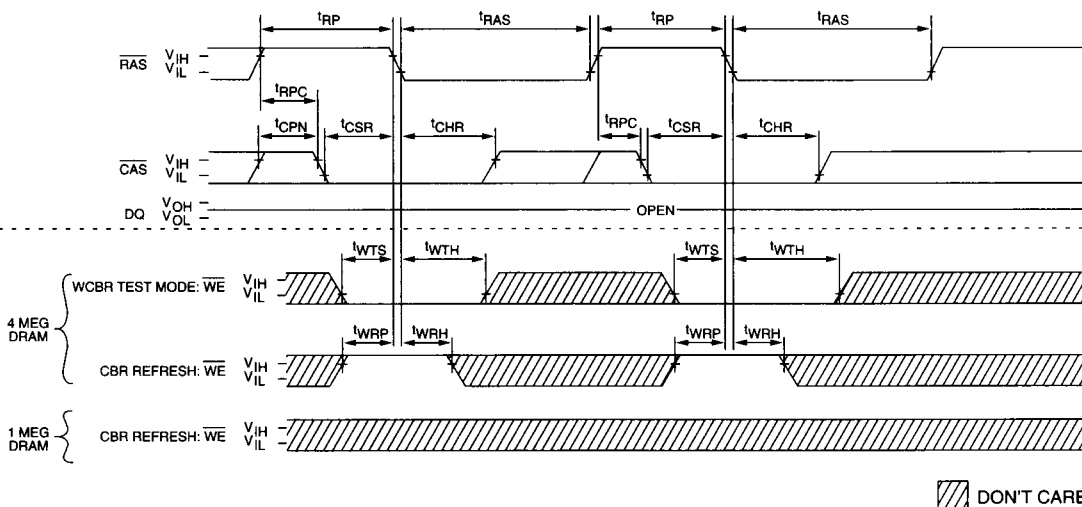 tRP tRAS tRP tRAS
RAS VIH VIL
tRPC
tCPN tCSR tCHR tRPC tCSR tCHR
CAS VIH VIL
DQ VOH VOL OPEN
tWTS tWTH tWTS tWTH
WCBR TEST MODE: WE VIH VIL
4 MEG DRAM
tWRP tWRH tWRP tWRH
CBR REFRESH: WE VIH VIL
1 MEG DRAM CBR REFRESH: WE VIH VIL
DON'T CARE